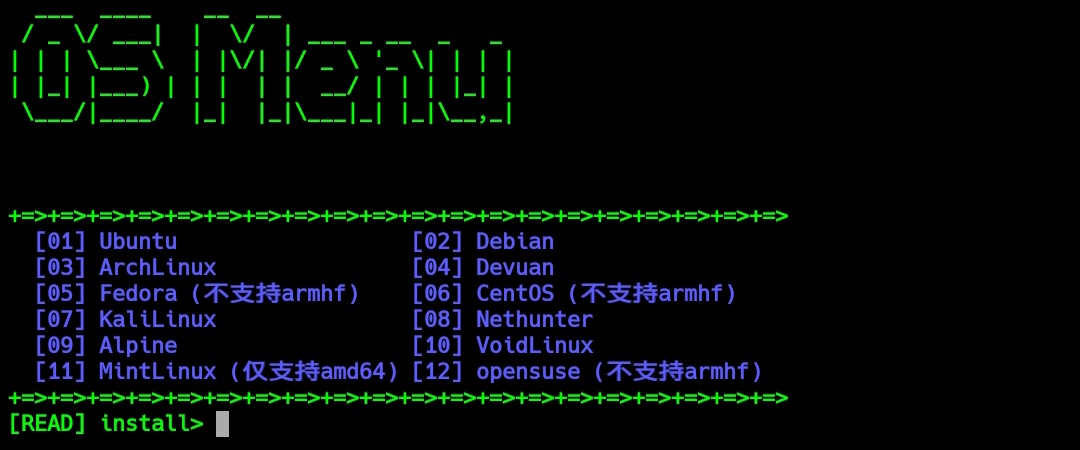 OS Menu
+=>+=>+=>+=>+=>+=>+=>+=>+=>+=>+=>+=>+=>+=>+=>+=>+=>+=>+=>+=>
[01] Ubuntu [02] Debian
[03] ArchLinux [04] Devuan
[05] Fedora (不支持armhf) [06] CentOS (不支持armhf)
[07] KaliLinux [08] Nethunter
[09] Alpine [10] VoidLinux
[11] MintLinux (仅支持amd64) [12] opensuse (不支持armhf)
+=>+=>+=>+=>+=>+=>+=>+=>+=>+=>+=>+=>+=>+=>+=>+=>+=>+=>+=>+=>
[READ] install>